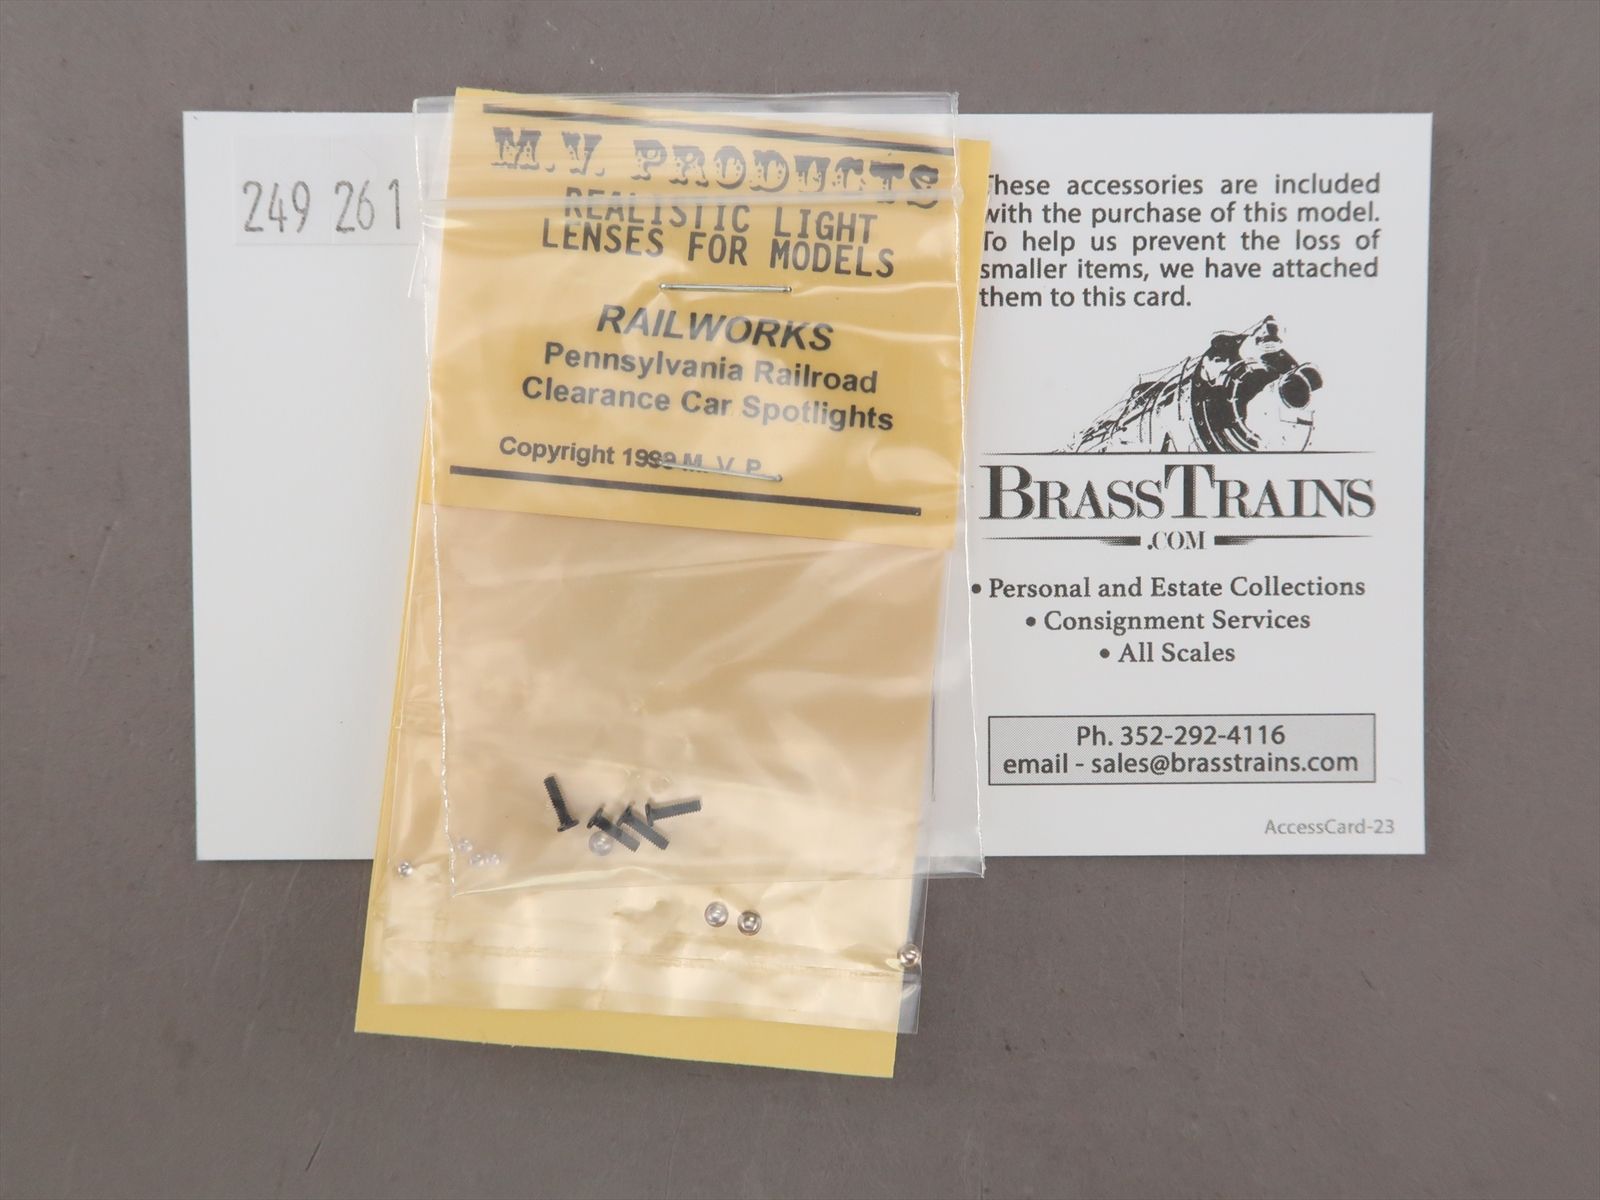 249 261
M.V. PRODUCTS
REALISTIC LIGHT
LENSES FOR MODELS
RAILWORKS
Pennsylvania Railroad
Clearance Car Spotlights
Copyright 1999 M. V. P.
These accessories are included
with the purchase of this model.
To help us prevent the loss of
smaller items, we have attached
them to this card.
BRASSTRAINS
.COM
• Personal and Estate Collections
• Consignment Services
• All Scales
Ph. 352-292-4116
email - sales@brasstrains.com
AccessCard-23